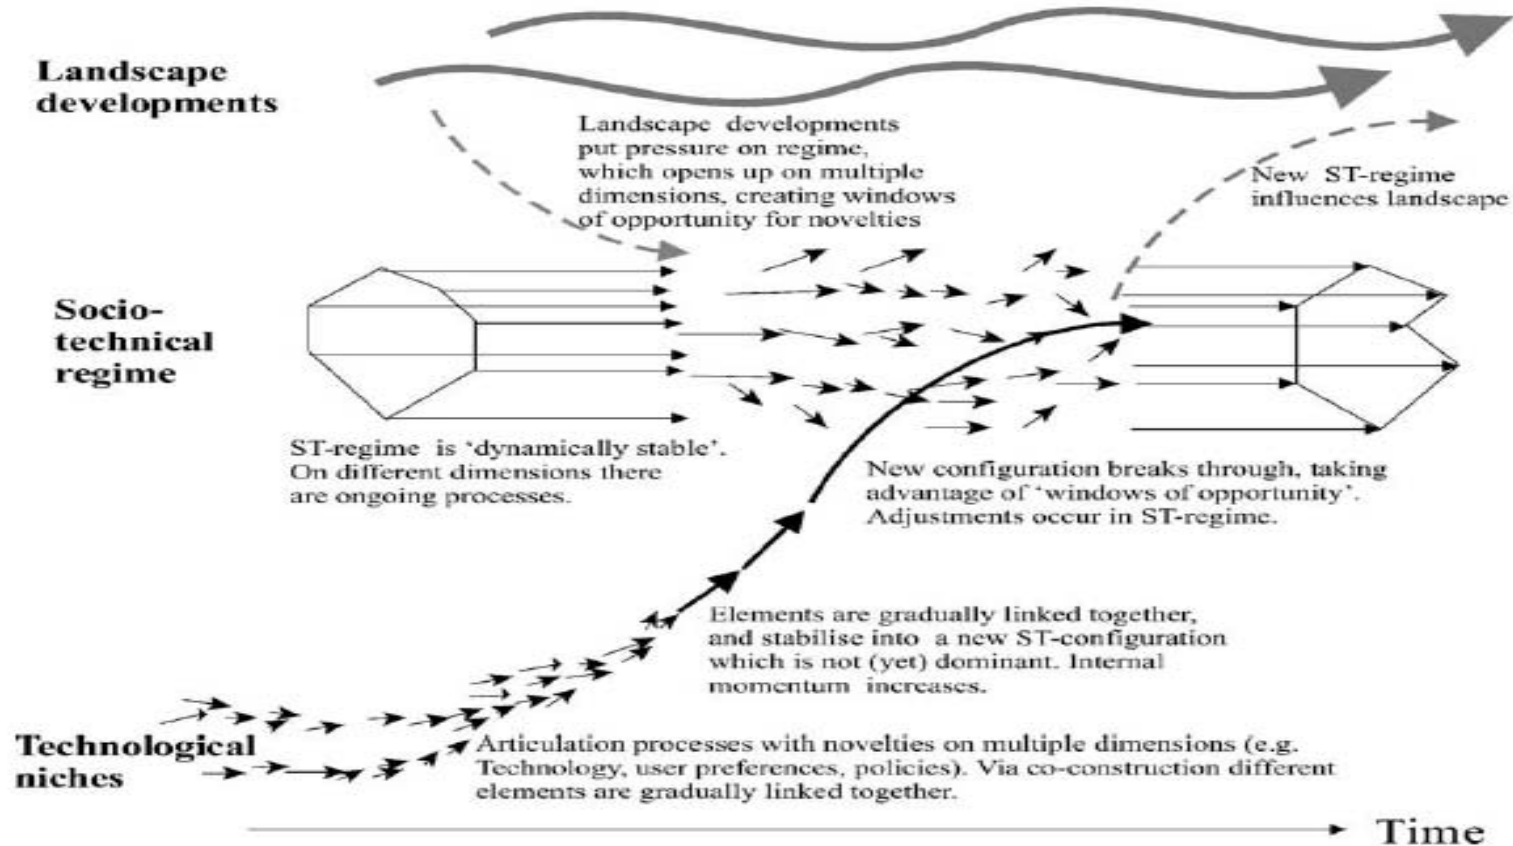 Landscape
developments
Landscape developments
put pressure on regime,
which opens up on multiple
dimensions, creating windows
of opportunity for novelties
New ST-regime
influences landscape
Socio-
technical
regime
ST-regime is ‘dynamically stable’.
On different dimensions there
are ongoing processes.
New configuration breaks through, taking
advantage of ‘windows of opportunity’.
Adjustments occur in ST-regime.
Elements are gradually linked together,
and stabilise into a new ST-configuration
which is not (yet) dominant. Internal
momentum increases.
Technological
niches
Articulation processes with novelties on multiple dimensions (e.g.
Technology, user preferences, policies). Via co-construction different
elements are gradually linked together.
Time